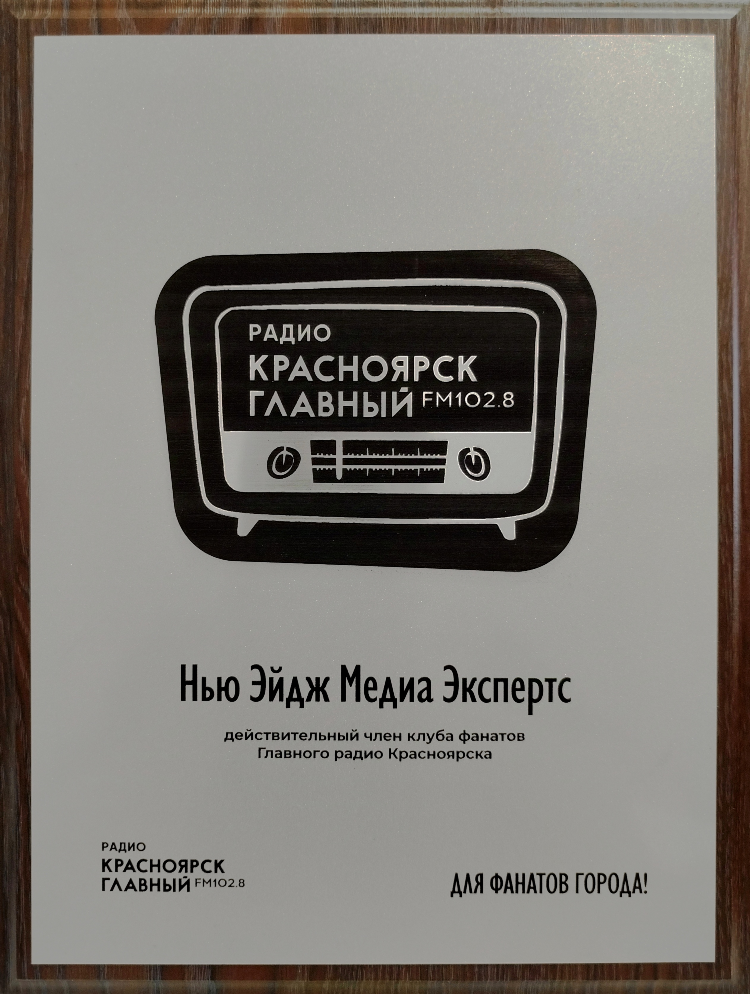 РАДИО
КРАСНОЯРСК
ГЛАВНЫЙ FM102.8
Нью Эйдж Медиа Экспертс
действительный член клуба фанатов
Главного радио Красноярска
РАДИО
КРАСНОЯРСК
ГЛАВНЫЙ FM102.8
ДЛЯ ФАНАТОВ ГОРОДА!